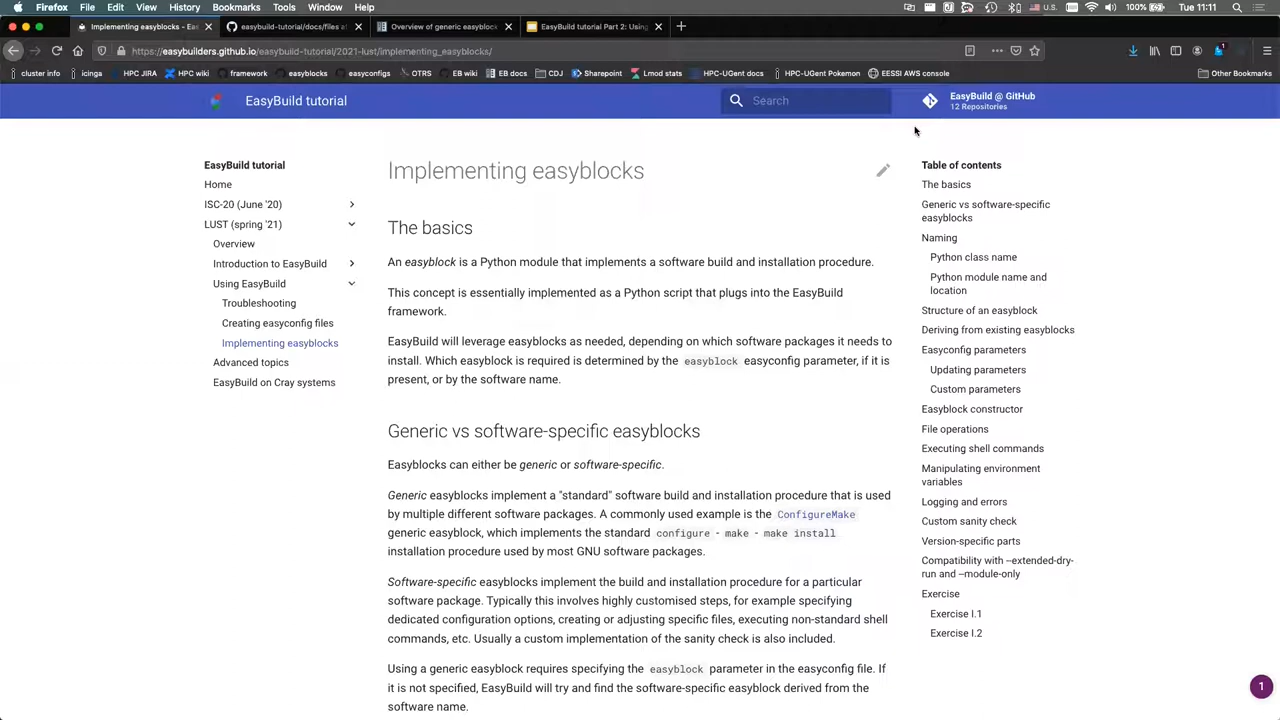 Firefox File Edit View History Bookmarks Tools Window Help
100% Tue 11:11
Implementing easyblocks - Eas
easybuild-tutorial/docs/files a
Overview of generic easyblock
EasyBuild tutorial Part 2: Using
https://easybuilders.github.io/easybuild-tutorial/2021-lust/implementing_easyblocks/
cluster info icinga HPC JIRA HPC wiki framework easyblocks easyconfigs OTRS EB wiki EB docs CDJ Sharepoint Lmod stats HPC-UGent docs HPC-UGent Pokemon EESSI AWS console Other Bookmarks
EasyBuild tutorial
Search
EasyBuild @ GitHub
12 Repositories
EasyBuild tutorial
Home
ISC-20 (June '20)
LUST (spring '21)
Overview
Introduction to EasyBuild
Using EasyBuild
Troubleshooting
Creating easyconfig files
Implementing easyblocks
Advanced topics
EasyBuild on Cray systems
Implementing easyblocks
The basics
An easyblock is a Python module that implements a software build and installation procedure.
This concept is essentially implemented as a Python script that plugs into the EasyBuild
framework.
EasyBuild will leverage easyblocks as needed, depending on which software packages it needs to
install. Which easyblock is required is determined by the easyblock easyconfig parameter, if it is
present, or by the software name.
Generic vs software-specific easyblocks
Easyblocks can either be generic or software-specific.
Generic easyblocks implement a "standard" software build and installation procedure that is used
by multiple different software packages. A commonly used example is the ConfigureMake
generic easyblock, which implements the standard configure - make - make install
installation procedure used by most GNU software packages.
Software-specific easyblocks implement the build and installation procedure for a particular
software package. Typically this involves highly customised steps, for example specifying
dedicated configuration options, creating or adjusting specific files, executing non-standard shell
commands, etc. Usually a custom implementation of the sanity check is also included.
Using a generic easyblock requires specifying the easyblock parameter in the easyconfig file. If
it is not specified, EasyBuild will try and find the software-specific easyblock derived from the
software name.
Table of contents
The basics
Generic vs software-specific
easyblocks
Naming
Python class name
Python module name and
location
Structure of an easyblock
Deriving from existing easyblocks
Easyconfig parameters
Updating parameters
Custom parameters
Easyblock constructor
File operations
Executing shell commands
Manipulating environment
variables
Logging and errors
Custom sanity check
Version-specific parts
Compatibility with --extended-dry-
run and --module-only
Exercise
Exercise I.1
Exercise I.2
1